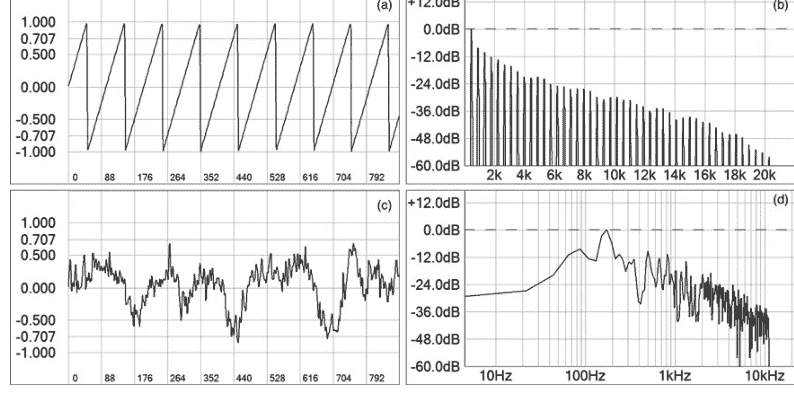 (a)
1.000
0.707
0.500
0.000
-0.500
-0.707
-1.000
0 88 176 264 352 440 528 616 704 792
(b)
+12.0dB
0.0dB
-12.0dB
-24.0dB
-36.0dB
-48.0dB
-60.0dB
2k 4k 6k 8k 10k 12k 14k 16k 18k 20k
(c)
1.000
0.707
0.500
0.000
-0.500
-0.707
-1.000
0 88 176 264 352 440 528 616 704 792
(d)
+12.0dB
0.0dB
-12.0dB
-24.0dB
-36.0dB
-48.0dB
-60.0dB
10Hz 100Hz 1kHz 10kHz